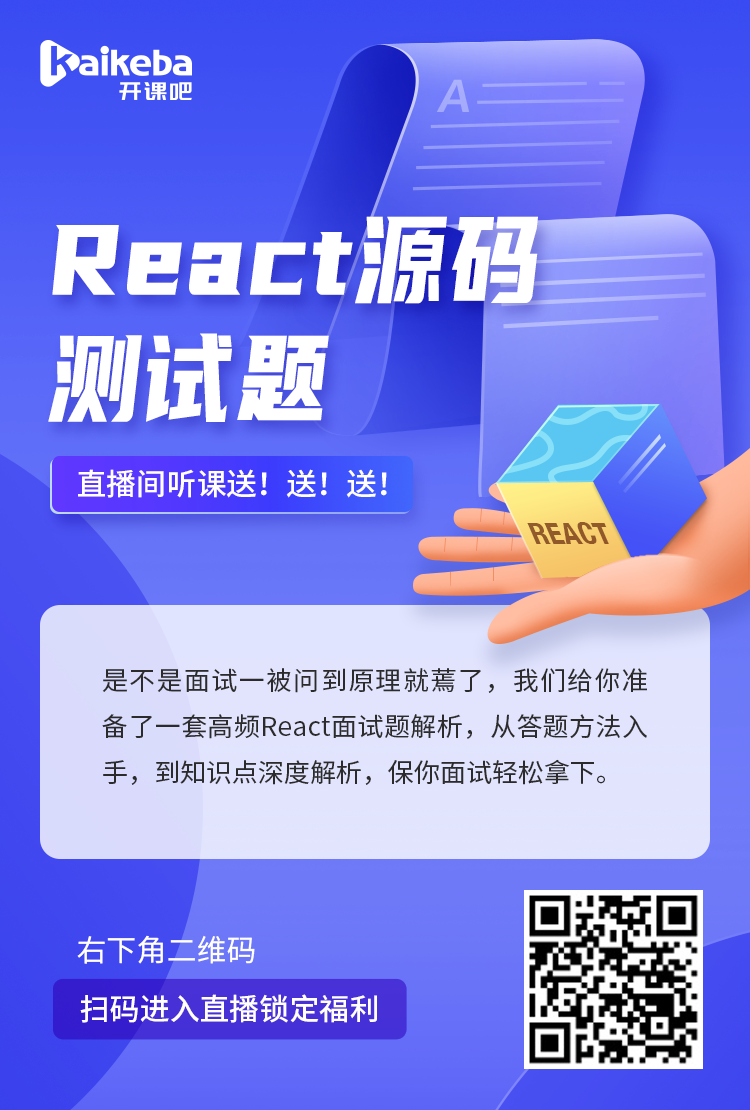 Kaikeba
开课吧
A
React源码
测试题
直播间听课送！送！送！
REACT
是不是面试一被问到原理就蔫了，我们给你准
备了一套高频React面试题解析，从答题方法入
手，到知识点深度解析，保你面试轻松拿下。
右下角二维码
扫码进入直播锁定福利